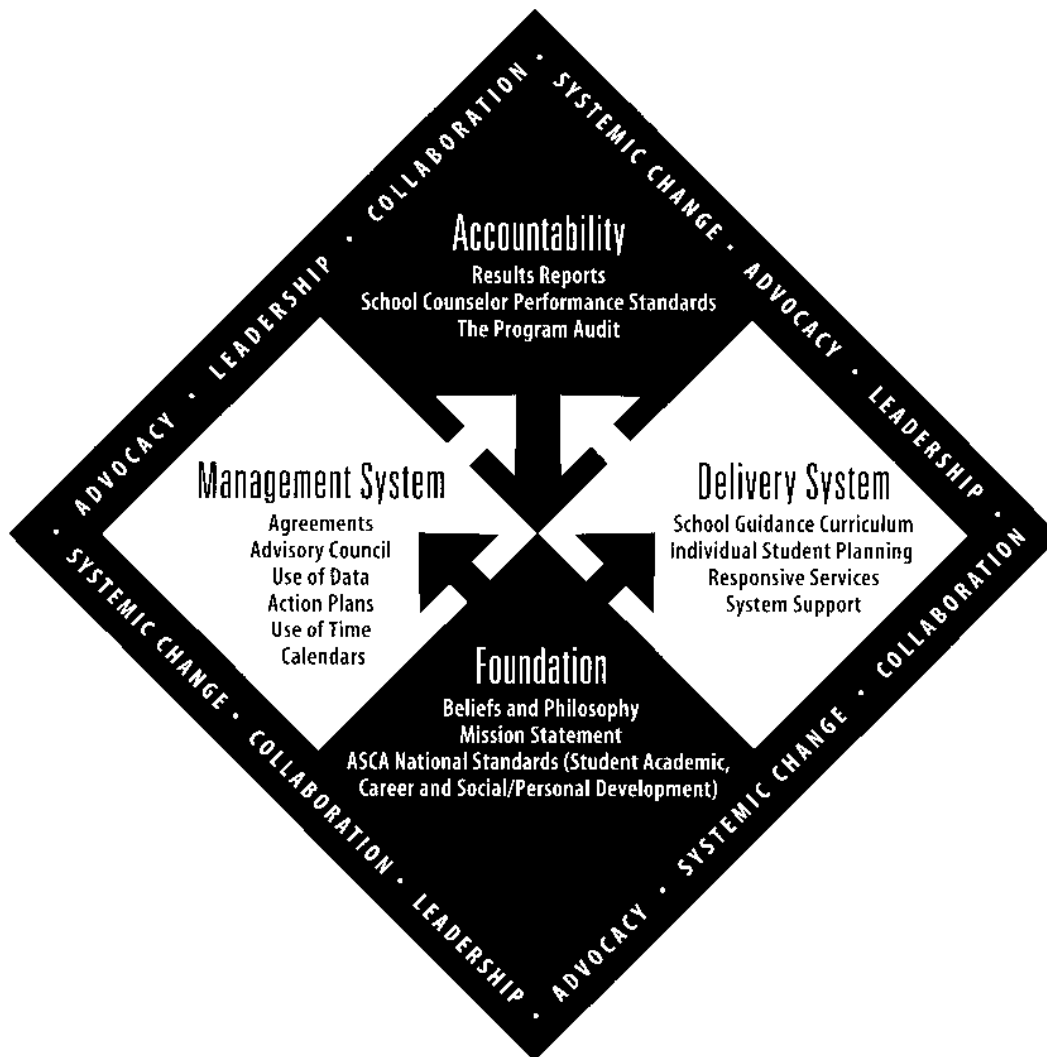 · ADVOCACY · LEADERSHIP · COLLABORATION ·
SYSTEMIC CHANGE · ADVOCACY · LEADERSHIP ·
Accountability
Results Reports
School Counselor Performance Standards
The Program Audit
Management System
Agreements
Advisory Council
Use of Data
Action Plans
Use of Time
Calendars
Delivery System
School Guidance Curriculum
Individual Student Planning
Responsive Services
System Support
Foundation
Beliefs and Philosophy
Mission Statement
ASCA National Standards (Student Academic,
Career and Social/Personal Development)
SYSTEMIC CHANGE · COLLABORATION · LEADERSHIP ·
ADVOCACY · SYSTEMIC CHANGE · COLLABORATION